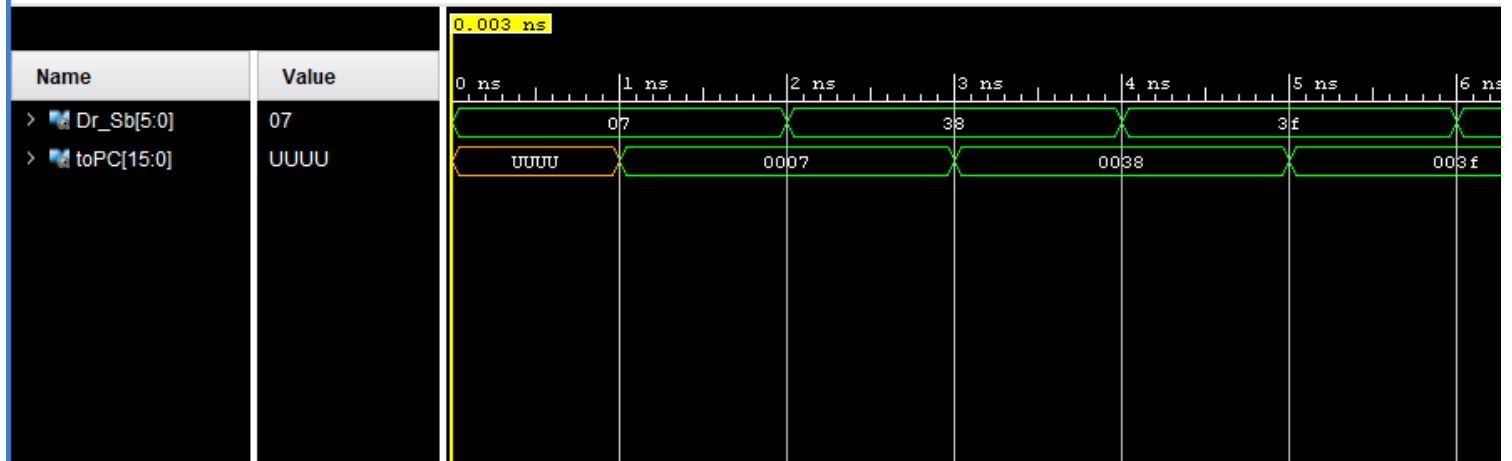 0.003 ns
Name Value
0 ns 1 ns 2 ns 3 ns 4 ns 5 ns 6 ns
> Dr_Sb[5:0] 07 07 38 3f
> toPC[15:0] UUUU UUUU 0007 0038 003f